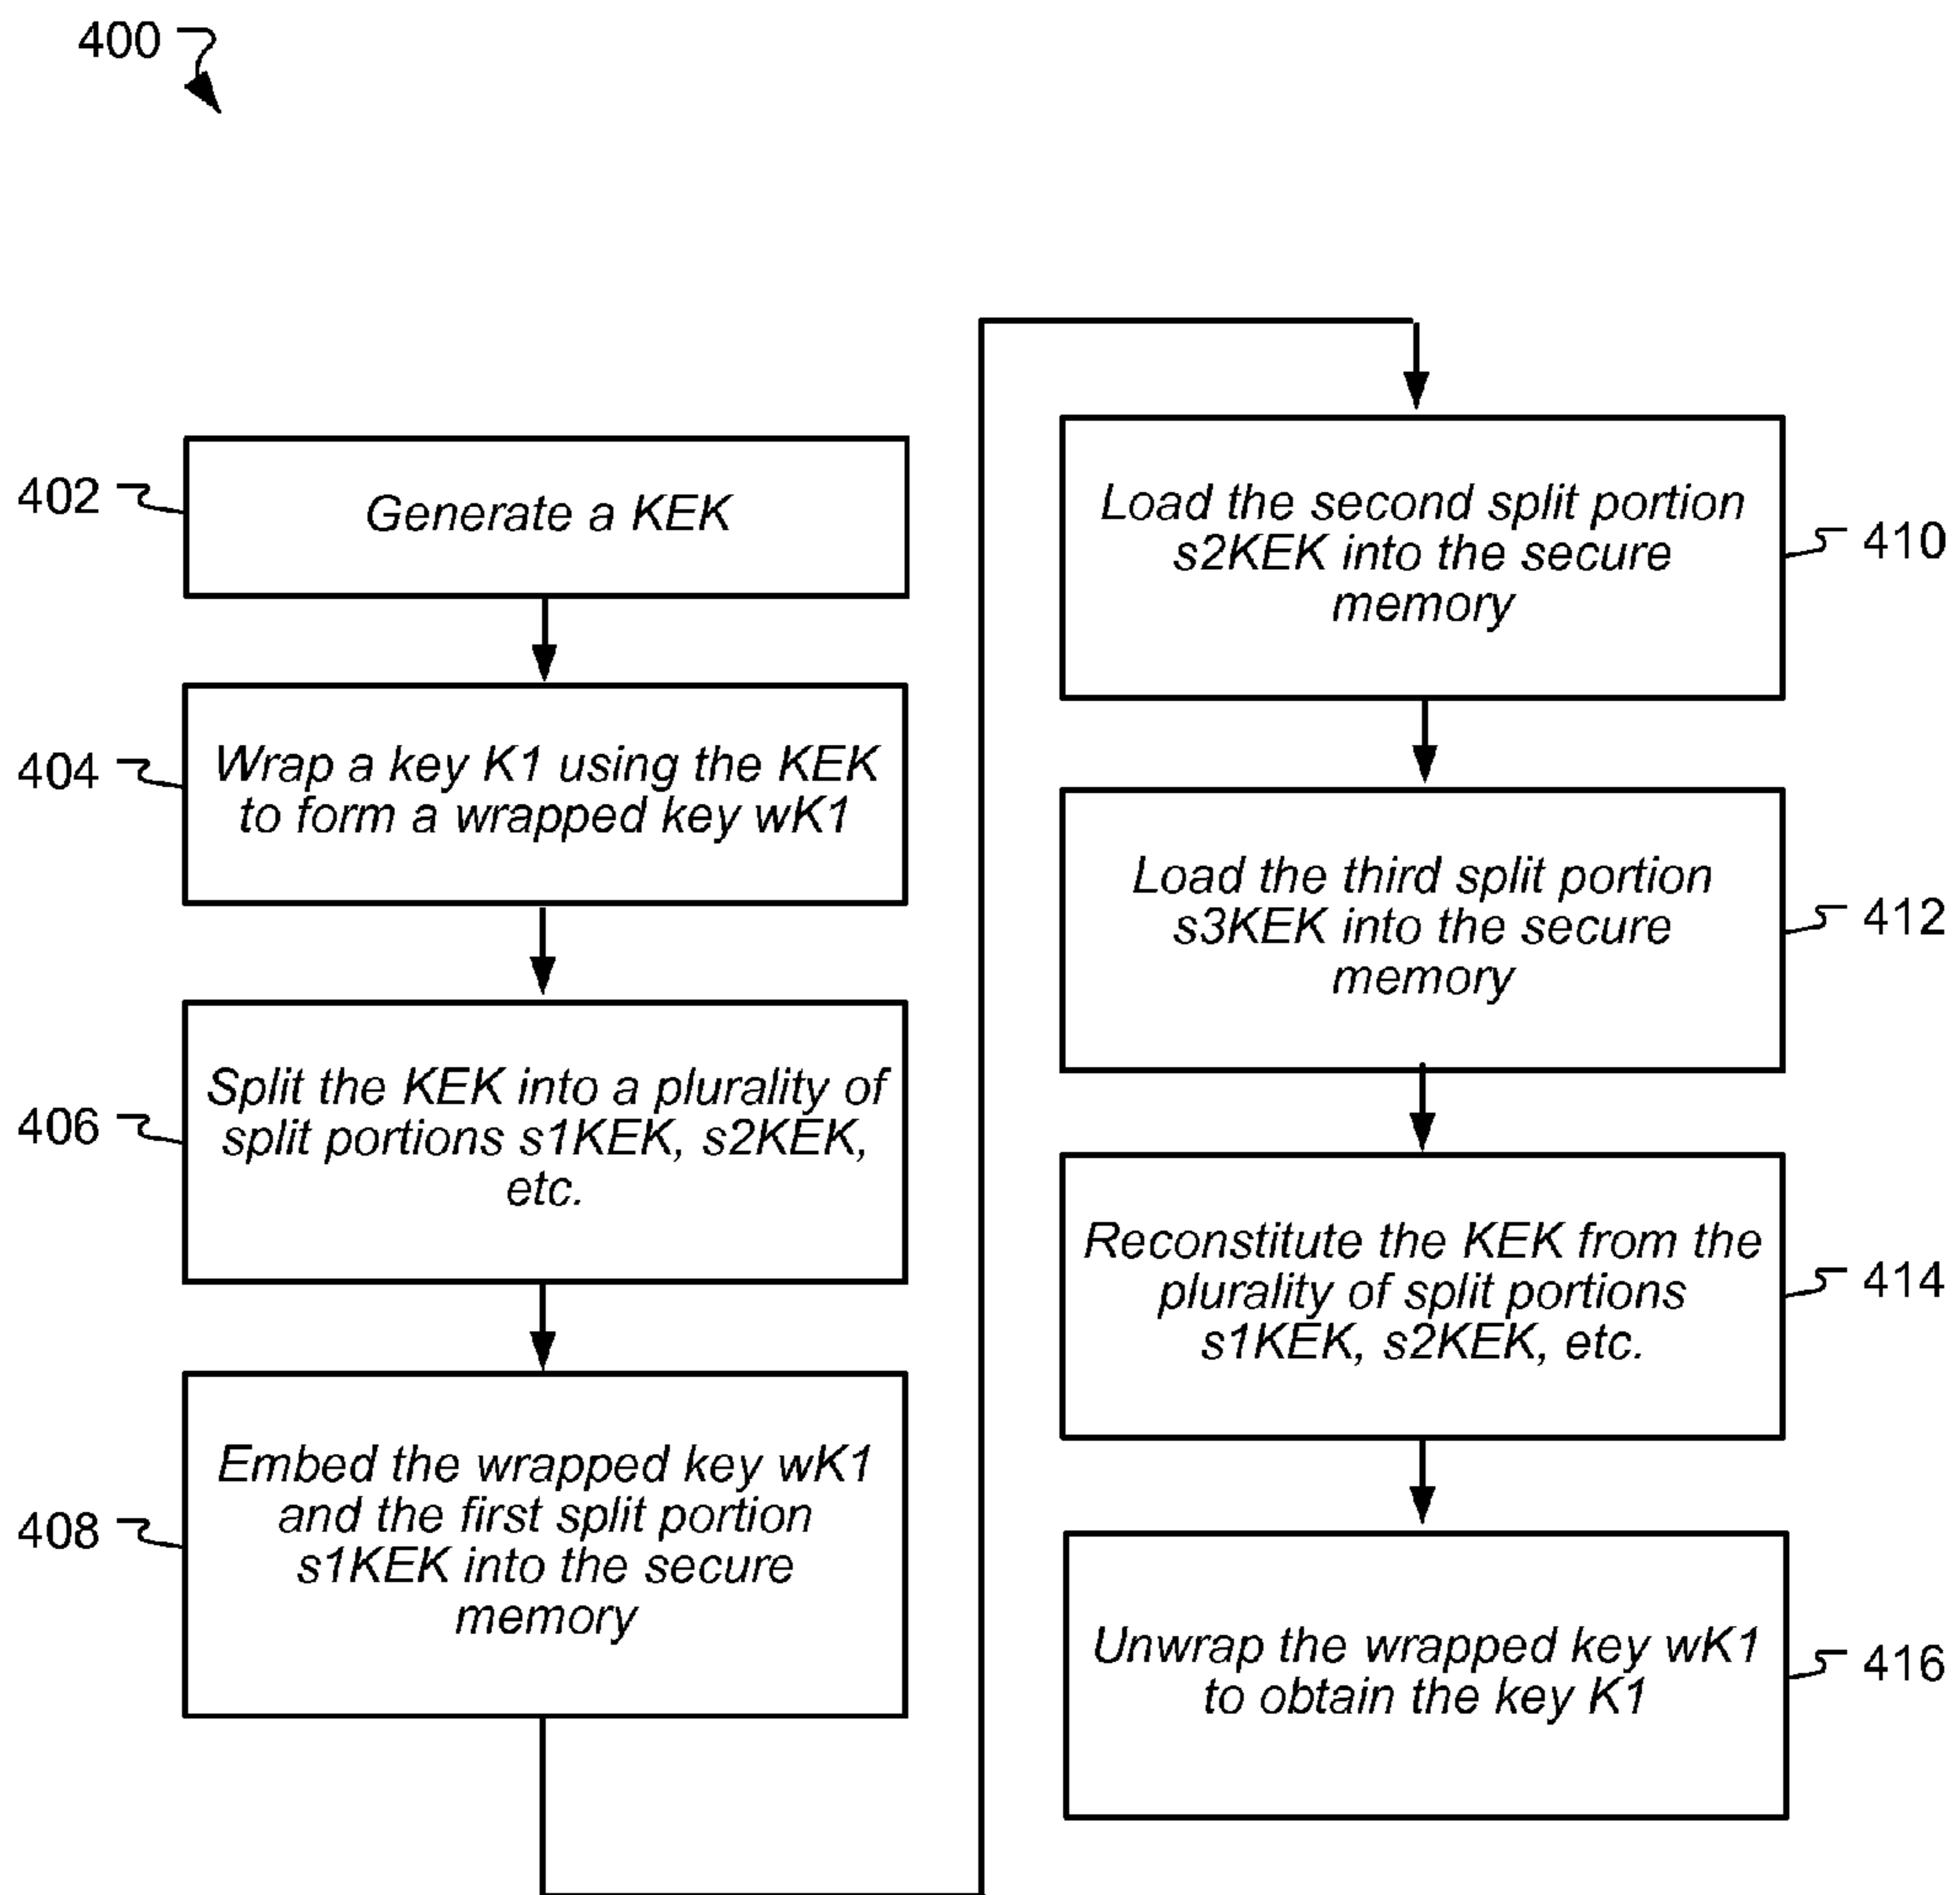 400
402
Generate a KEK
404
Wrap a key K1 using the KEK
to form a wrapped key wK1
406
Split the KEK into a plurality of
split portions s1KEK, s2KEK,
etc.
408
Embed the wrapped key wK1
and the first split portion
s1KEK into the secure
memory
Load the second split portion
s2KEK into the secure
memory
410
Load the third split portion
s3KEK into the secure
memory
412
Reconstitute the KEK from the
plurality of split portions
s1KEK, s2KEK, etc.
414
Unwrap the wrapped key wK1
to obtain the key K1
416